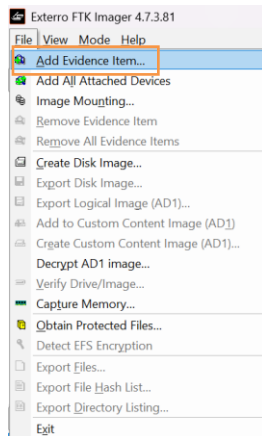 Exterro FTK Imager 4.7.3.81
File View Mode Help
Add Evidence Item...
Add All Attached Devices
Image Mounting...
Remove Evidence Item
Remove All Evidence Items
Create Disk Image...
Export Disk Image...
Export Logical Image (AD1)...
Add to Custom Content Image (AD1)
Create Custom Content Image (AD1)...
Decrypt AD1 image...
Verify Drive/Image...
Capture Memory...
Obtain Protected Files...
Detect EFS Encryption
Export Files...
Export File Hash List...
Export Directory Listing...
Exit